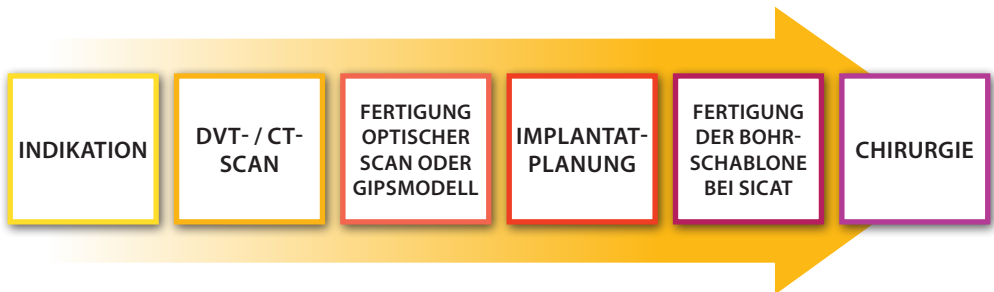 INDIKATION
DVT- / CT-
SCAN
FERTIGUNG
OPTISCHER
SCAN ODER
GIPSMODELL
IMPLANTAT-
PLANUNG
FERTIGUNG
DER BOHR-
SCHABLONE
BEI SICAT
CHIRURGIE